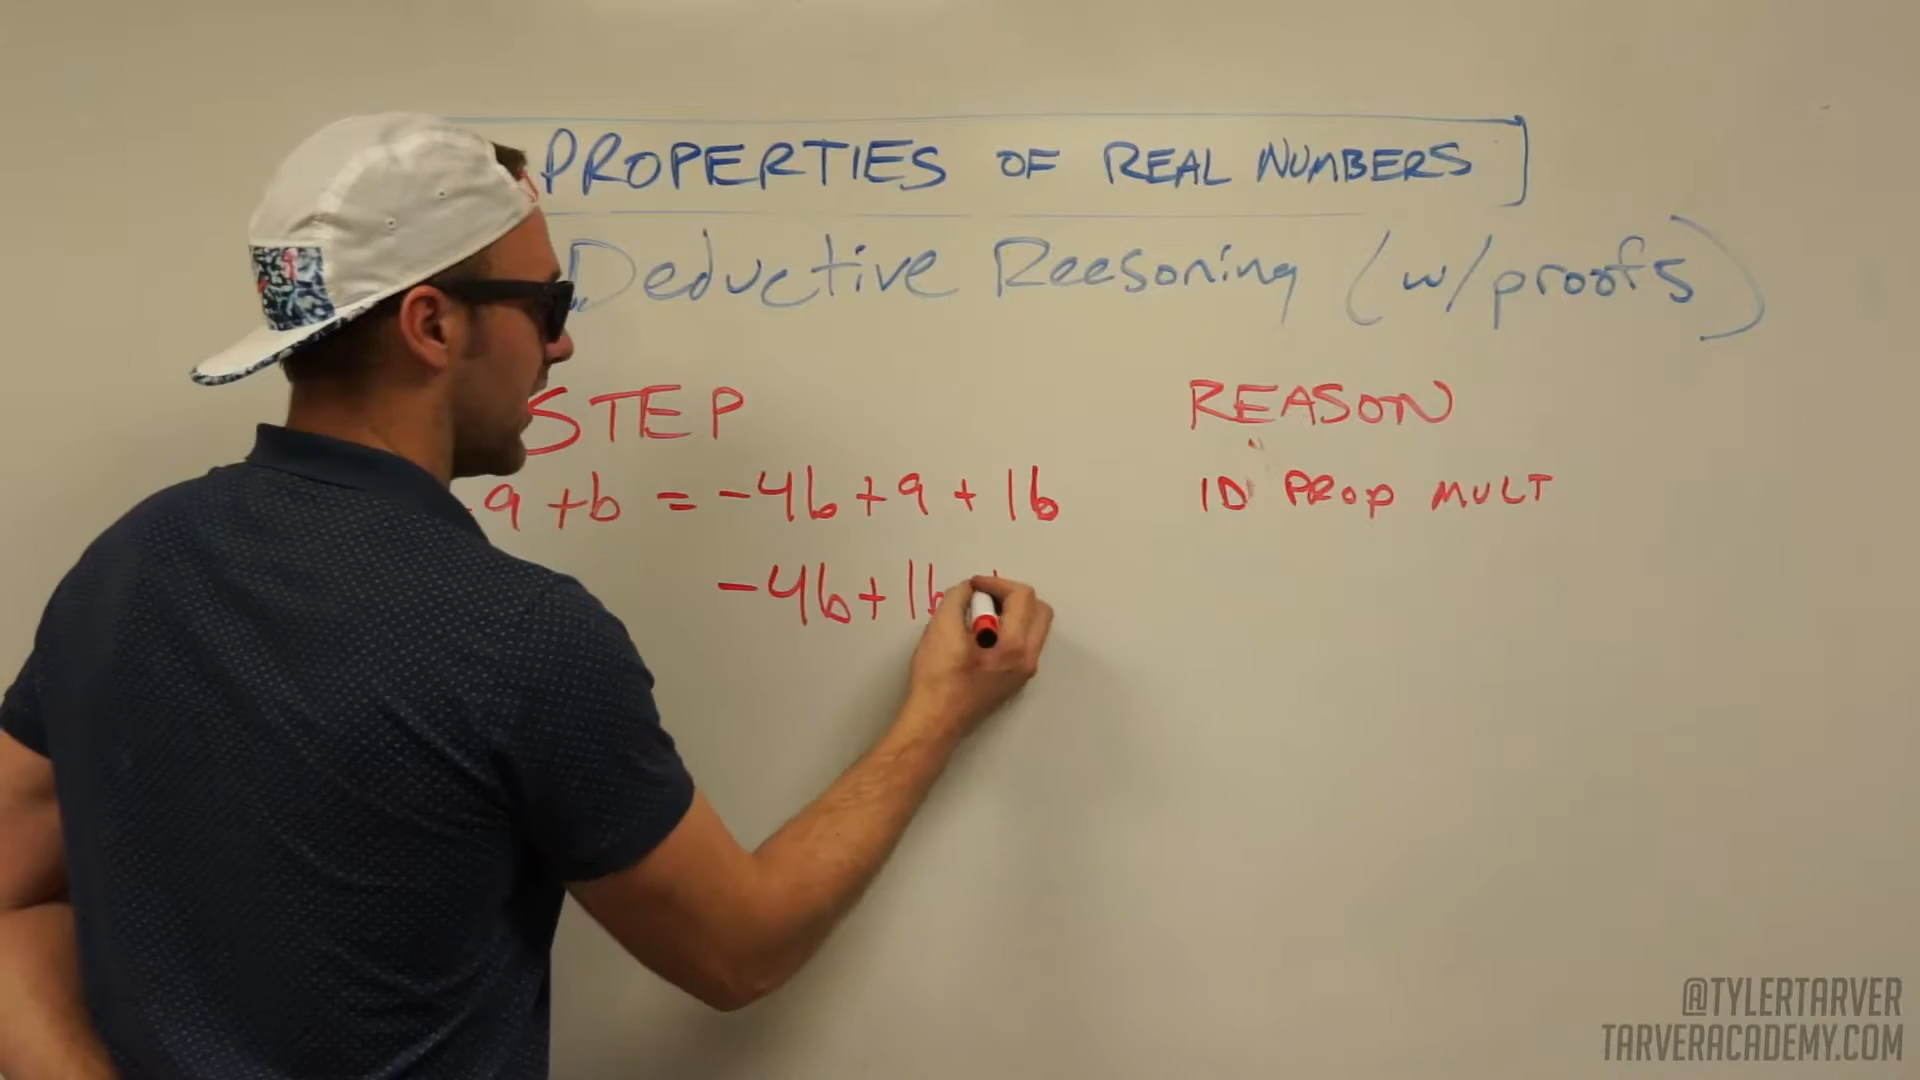 PROPERTIES OF REAL NUMBERS]
Deductive Reesoning (w/proofs)
STEP
REASON
9 + b = -4b + 9 + 1b
ID PROP MULT
-4b + 1b +
@TYLERTARVER
TARVERACADEMY.COM